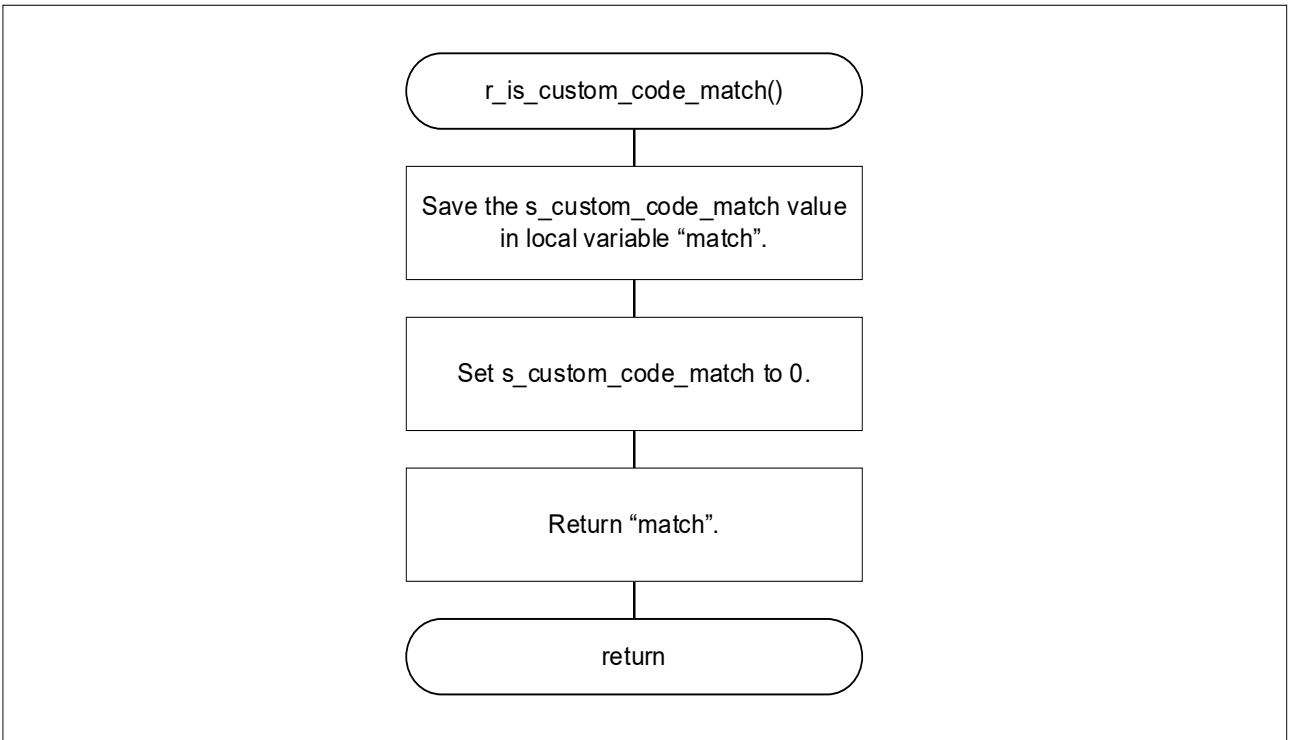 r_is_custom_code_match()
Save the s_custom_code_match value
in local variable “match”.
Set s_custom_code_match to 0.
Return “match”.
return